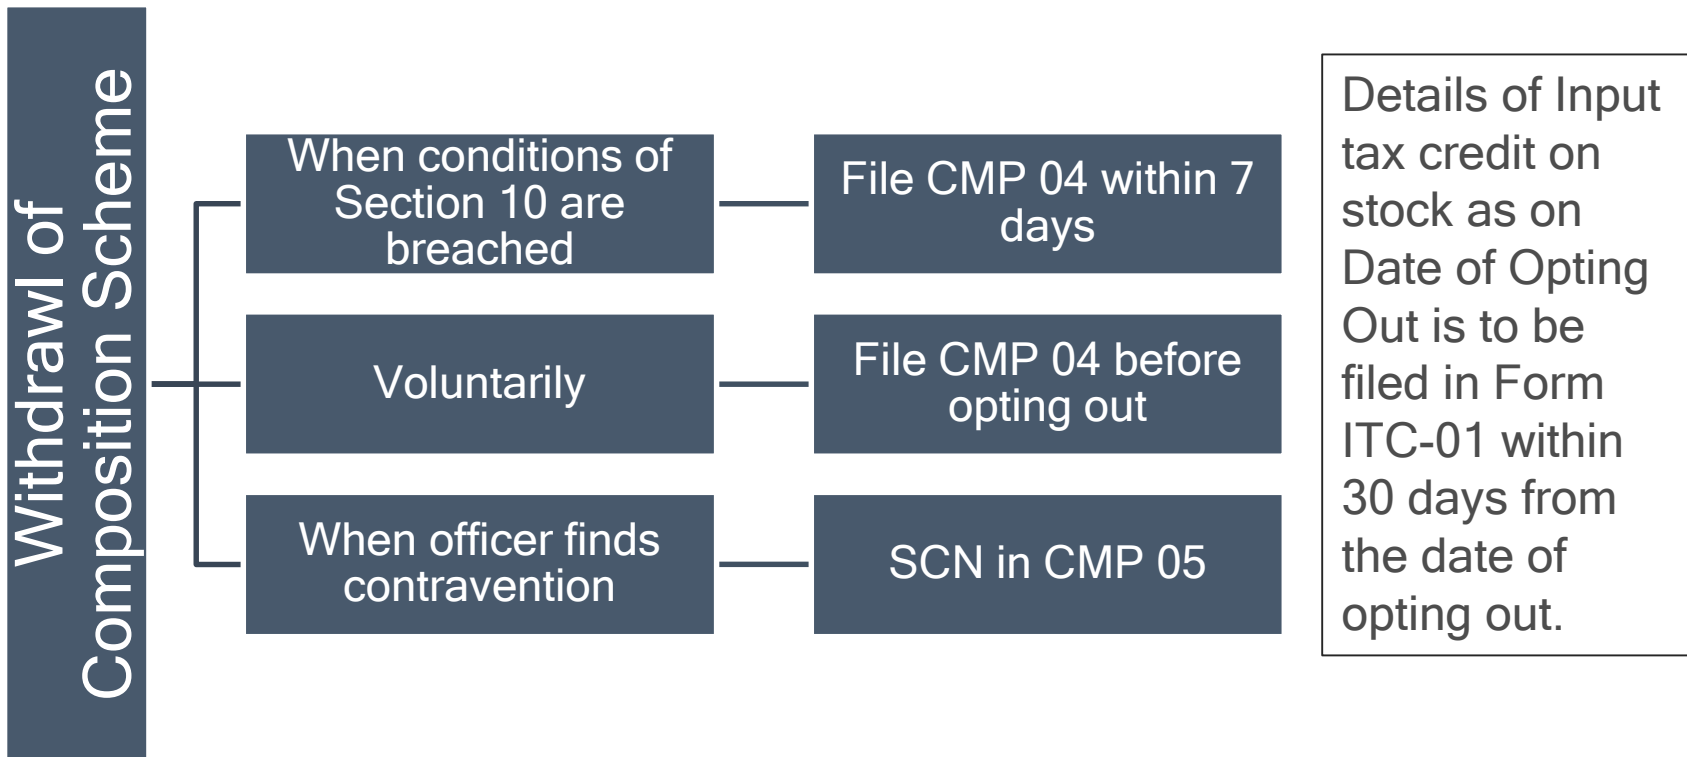 Withdrawl of
Composition Scheme
When conditions of
Section 10 are
breached
File CMP 04 within 7
days
Voluntarily
File CMP 04 before
opting out
When officer finds
contravention
SCN in CMP 05
Details of Input
tax credit on
stock as on
Date of Opting
Out is to be
filed in Form
ITC-01 within
30 days from
the date of
opting out.